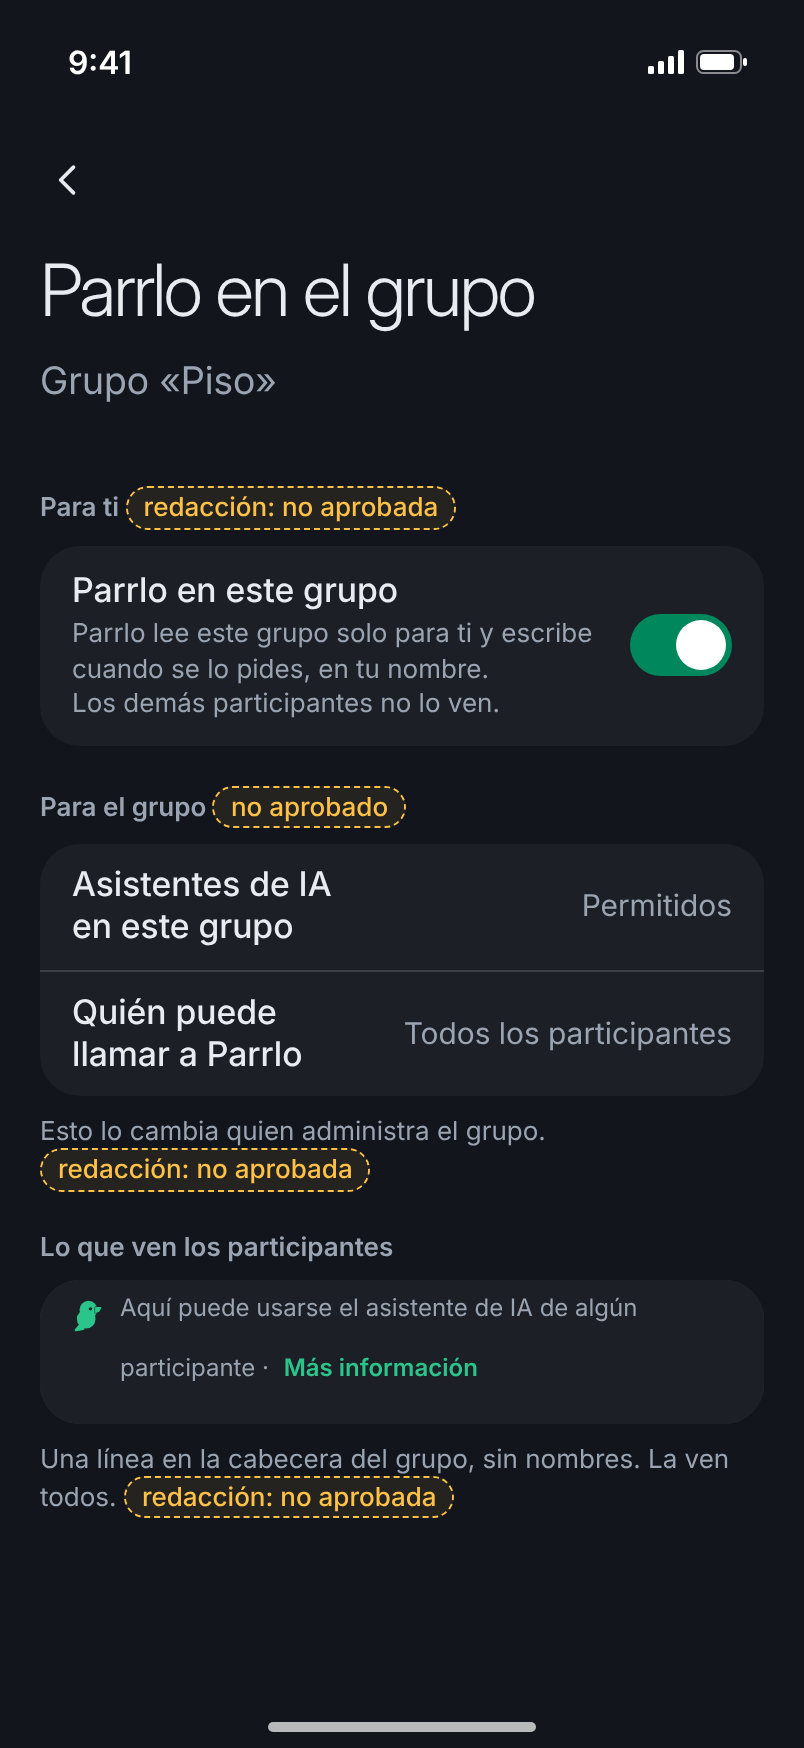 9:41
Parrlo en el grupo
Grupo «Piso»
Para ti redacción: no aprobada
Parrlo en este grupo
Parrlo lee este grupo solo para ti y escribe
cuando se lo pides, en tu nombre.
Los demás participantes no lo ven.
Para el grupo no aprobado
Asistentes de IA
en este grupo
Permitidos
Quién puede
llamar a Parrlo
Todos los participantes
Esto lo cambia quien administra el grupo.
redacción: no aprobada
Lo que ven los participantes
Aquí puede usarse el asistente de IA de algún
participante · Más información
Una línea en la cabecera del grupo, sin nombres. La ven
todos. redacción: no aprobada